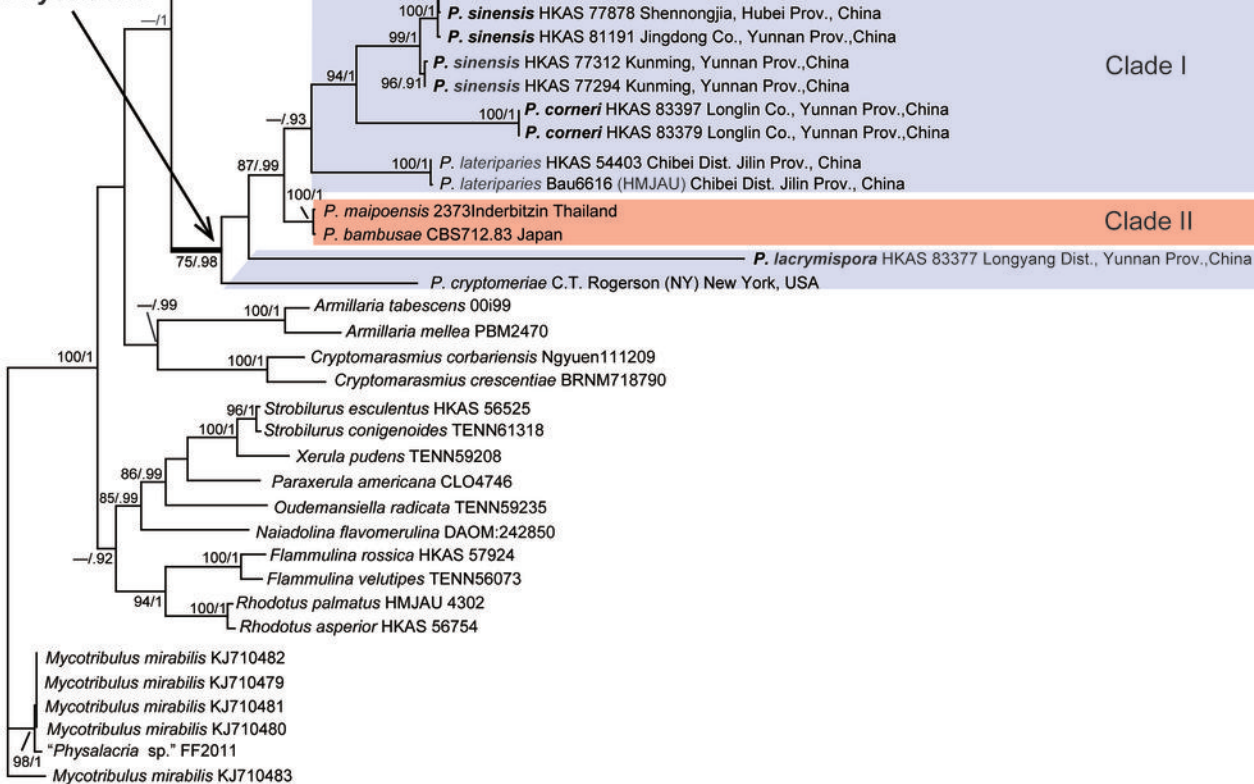 —/1
100/1
P. sinensis HKAS 77878 Shennongjia, Hubei Prov., China
P. sinensis HKAS 81191 Jingdong Co., Yunnan Prov.,China
99/1
P. sinensis HKAS 77312 Kunming, Yunnan Prov.,China
Clade I
94/1
96/.91
P. sinensis HKAS 77294 Kunming, Yunnan Prov.,China
100/1
P. corneri HKAS 83397 Longlin Co., Yunnan Prov.,China
—/.93
P. corneri HKAS 83379 Longlin Co., Yunnan Prov.,China
87/.99
100/1
P. lateriparies HKAS 54403 Chibei Dist. Jilin Prov., China
P. lateriparies Bau6616 (HMJAU) Chibei Dist. Jilin Prov., China
100/1
P. maipoensis 2373Inderbitzin Thailand
Clade II
P. bambusae CBS712.83 Japan
75/.98
P. lacrymispora HKAS 83377 Longyang Dist., Yunnan Prov.,China
P. cryptomeriae C.T. Rogerson (NY) New York, USA
—/.99
100/1
Armillaria tabescens 00i99
Armillaria mellea PBM2470
100/1
100/1
Cryptomarasmius corbariensis Ngyuen111209
Cryptomarasmius crescentiae BRNM718790
96/1
Strobilurus esculentus HKAS 56525
100/1
Strobilurus conigenoides TENN61318
Xerula pudens TENN59208
86/.99
Paraxerula americana CLO4746
85/.99
Oudemansiella radicata TENN59235
Naiadolina flavomerulina DAOM:242850
—/.92
100/1
Flammulina rossica HKAS 57924
Flammulina velutipes TENN56073
94/1
100/1
Rhodotus palmatus HMJAU 4302
Rhodotus asperior HKAS 56754
Mycotribulus mirabilis KJ710482
Mycotribulus mirabilis KJ710479
Mycotribulus mirabilis KJ710481
Mycotribulus mirabilis KJ710480
"Physalacria sp." FF2011
98/1
Mycotribulus mirabilis KJ710483